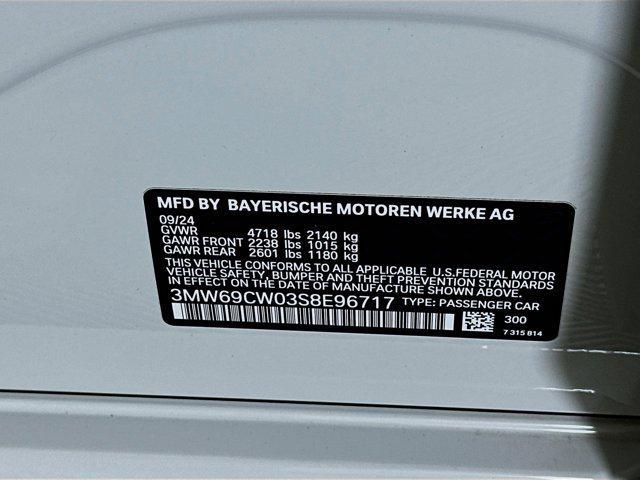 MFD BY BAYERISCHE MOTOREN WERKE AG
09/24
GVWR 4718 lbs 2140 kg
GAWR FRONT 2238 lbs 1015 kg
GAWR REAR 2601 lbs 1180 kg
THIS VEHICLE CONFORMS TO ALL APPLICABLE U.S.FEDERAL MOTOR
VEHICLE SAFETY, BUMPER AND THEFT PREVENTION STANDARDS
IN EFFECT ON THE DATE OF MANUFACTURE SHOWN ABOVE.
3MW69CW03S8E96717 TYPE: PASSENGER CAR
300
7 315 814